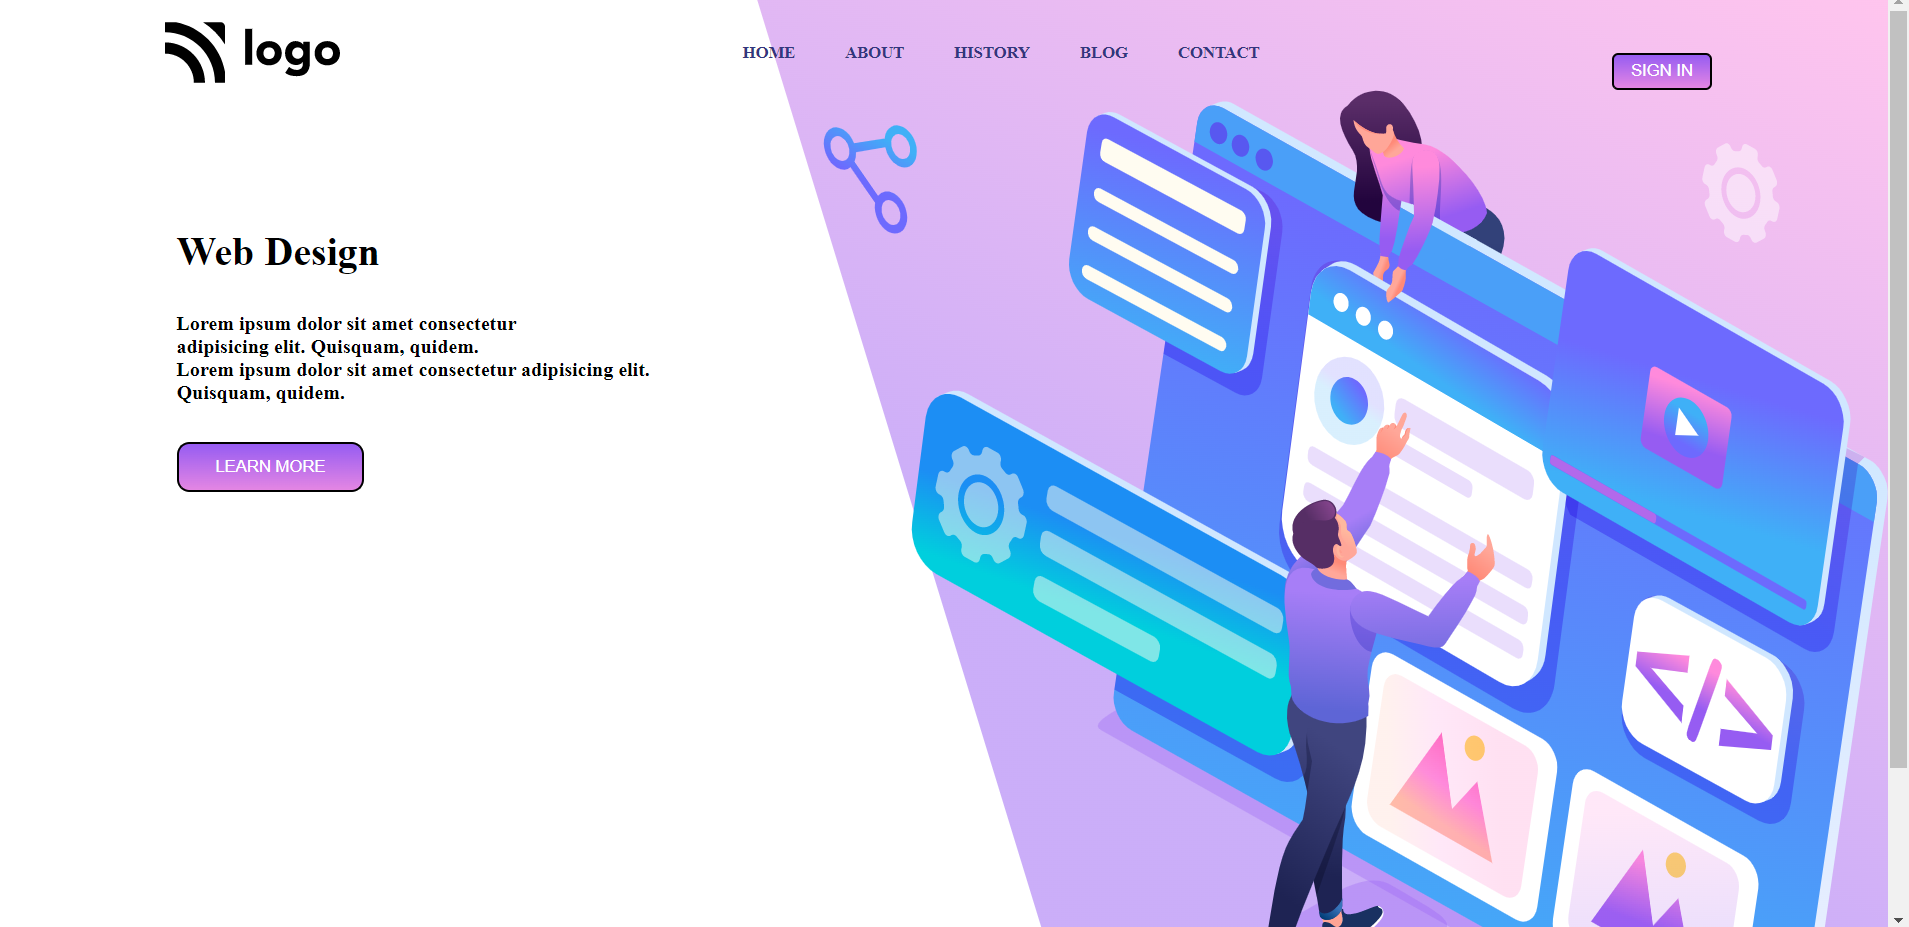 logo
HOME ABOUT HISTORY BLOG CONTACT
SIGN IN
Web Design
Lorem ipsum dolor sit amet consectetur
adipisicing elit. Quisquam, quidem.
Lorem ipsum dolor sit amet consectetur adipisicing elit.
Quisquam, quidem.
LEARN MORE
</>